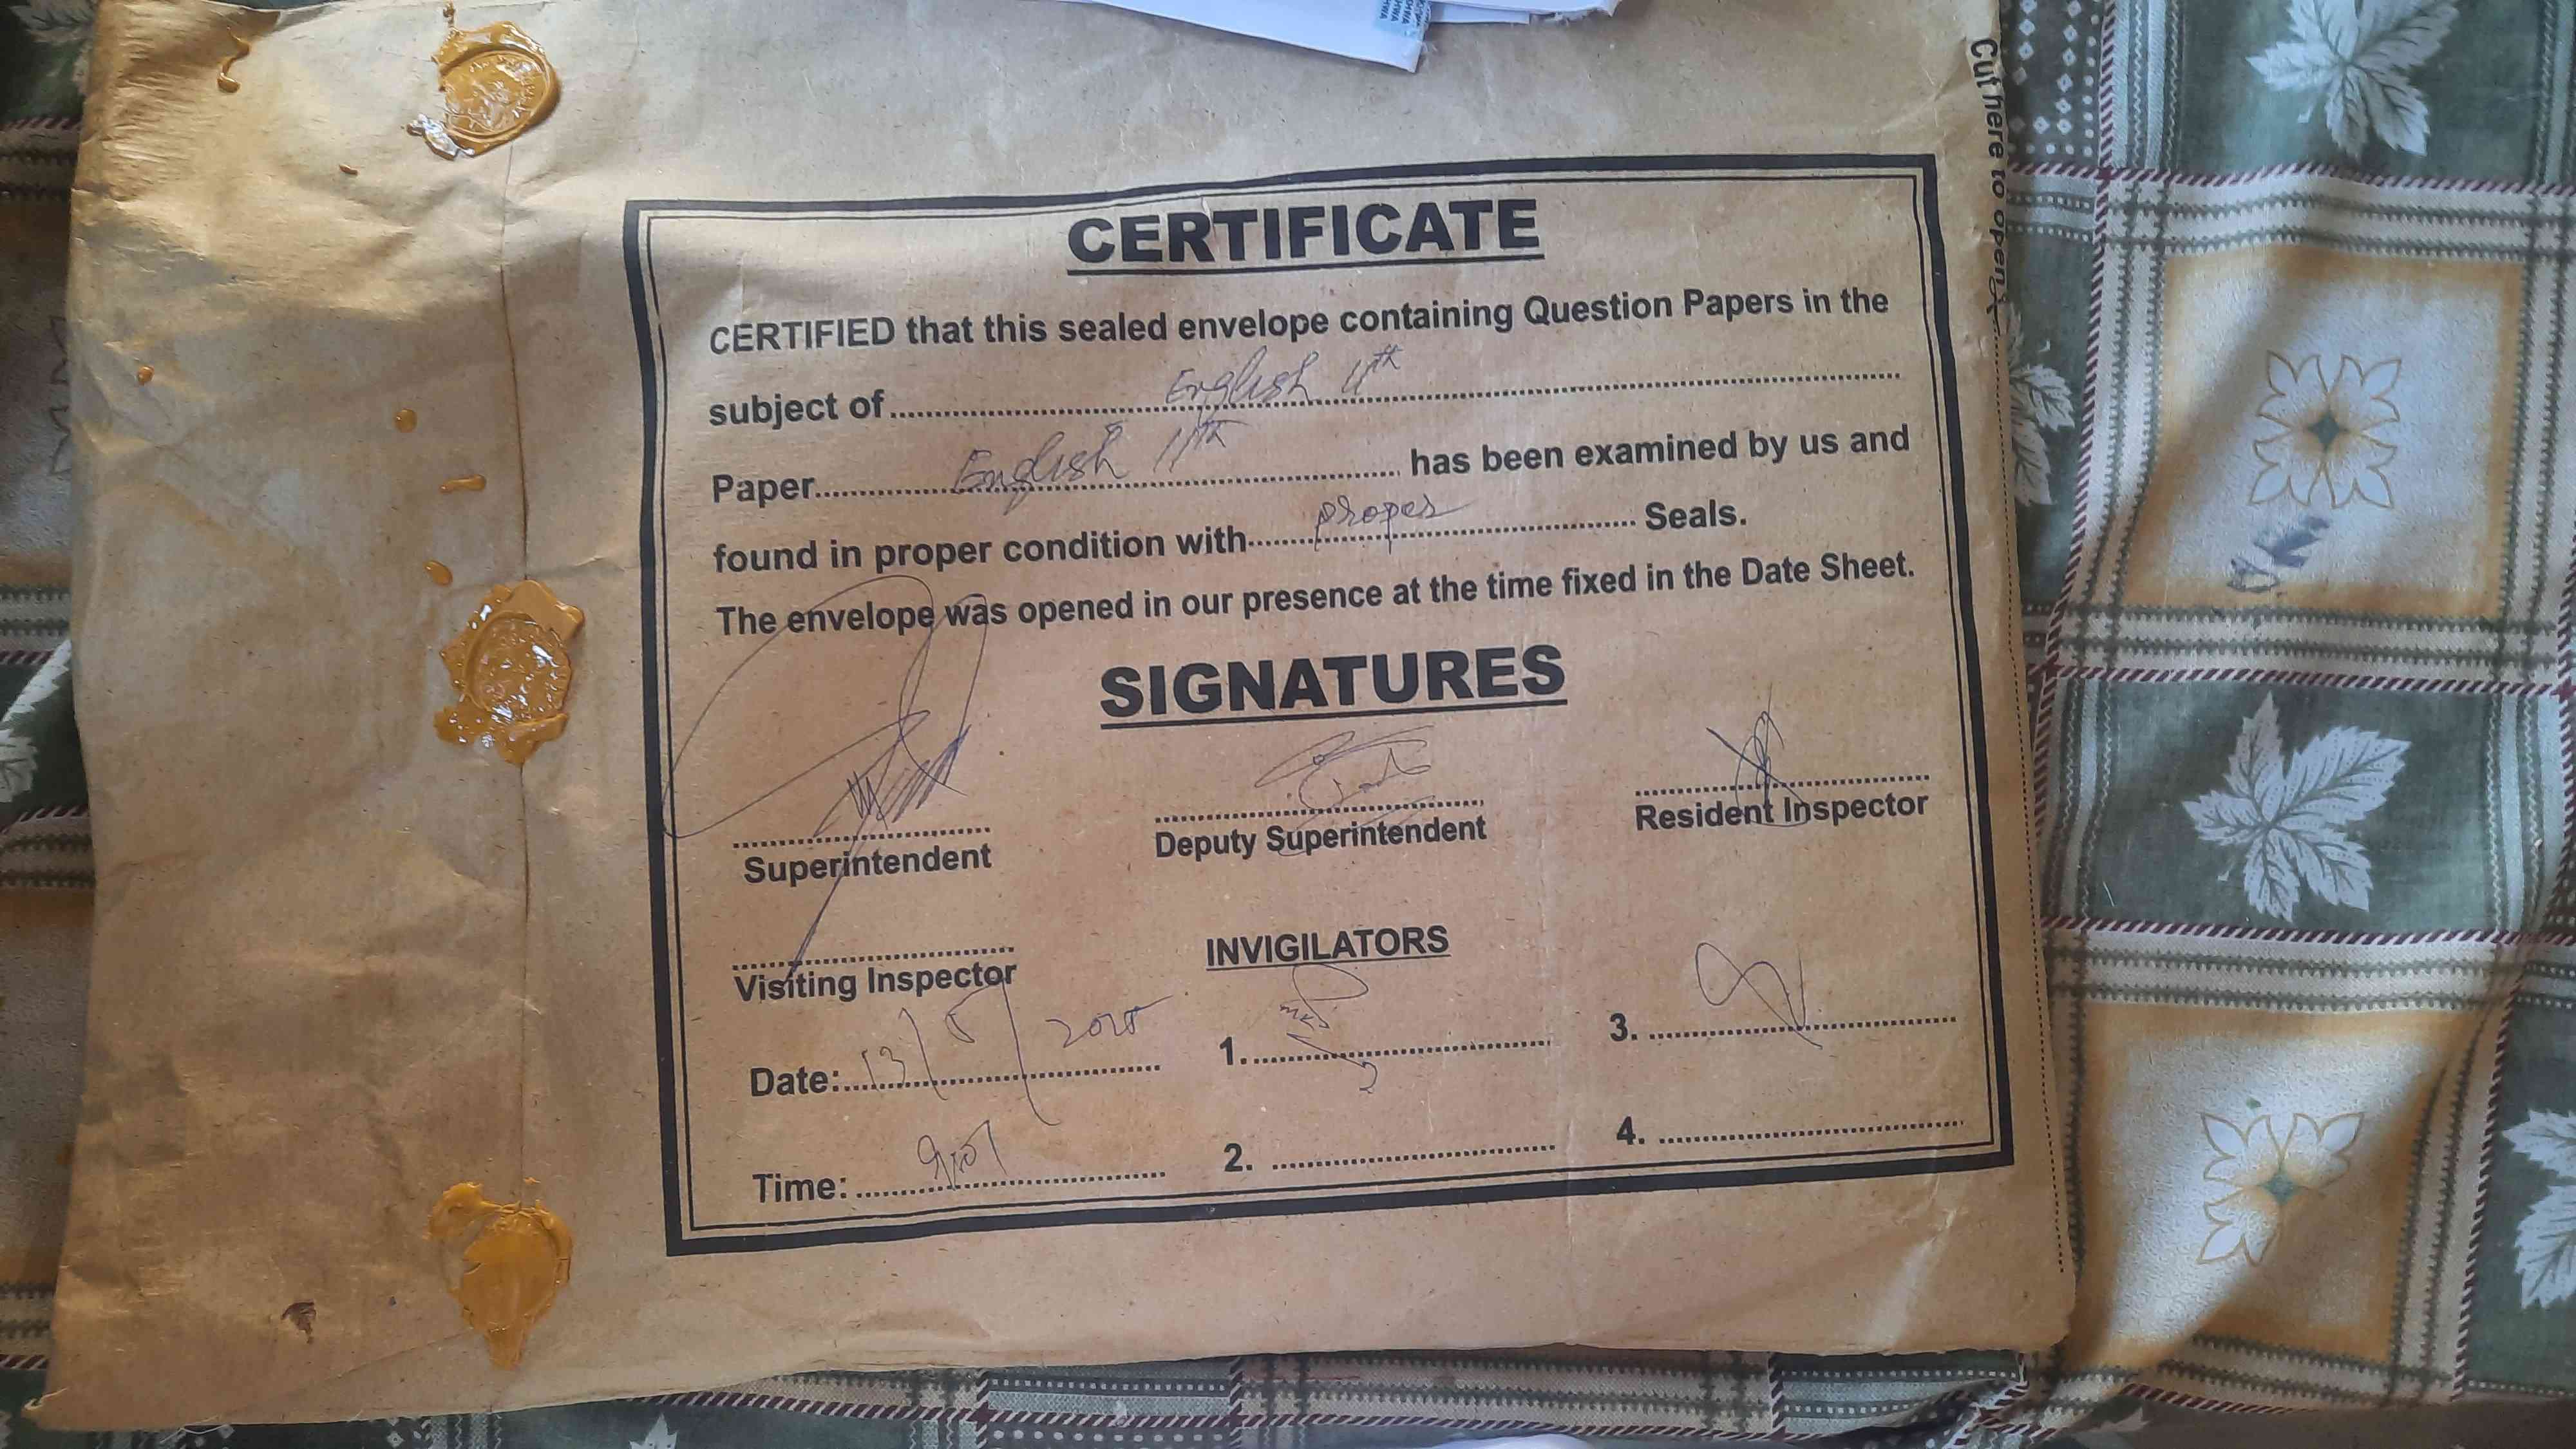 Cut here to open
CERTIFICATE
CERTIFIED that this sealed envelope containing Question Papers in the
subject of English 11th
Paper English 11th has been examined by us and
found in proper condition with proper Seals.
The envelope was opened in our presence at the time fixed in the Date Sheet.
SIGNATURES
Superintendent Deputy Superintendent Resident Inspector
Visiting Inspector INVIGILATORS
Date: 13/5/2025 1. 3.
Time: 2. 4.